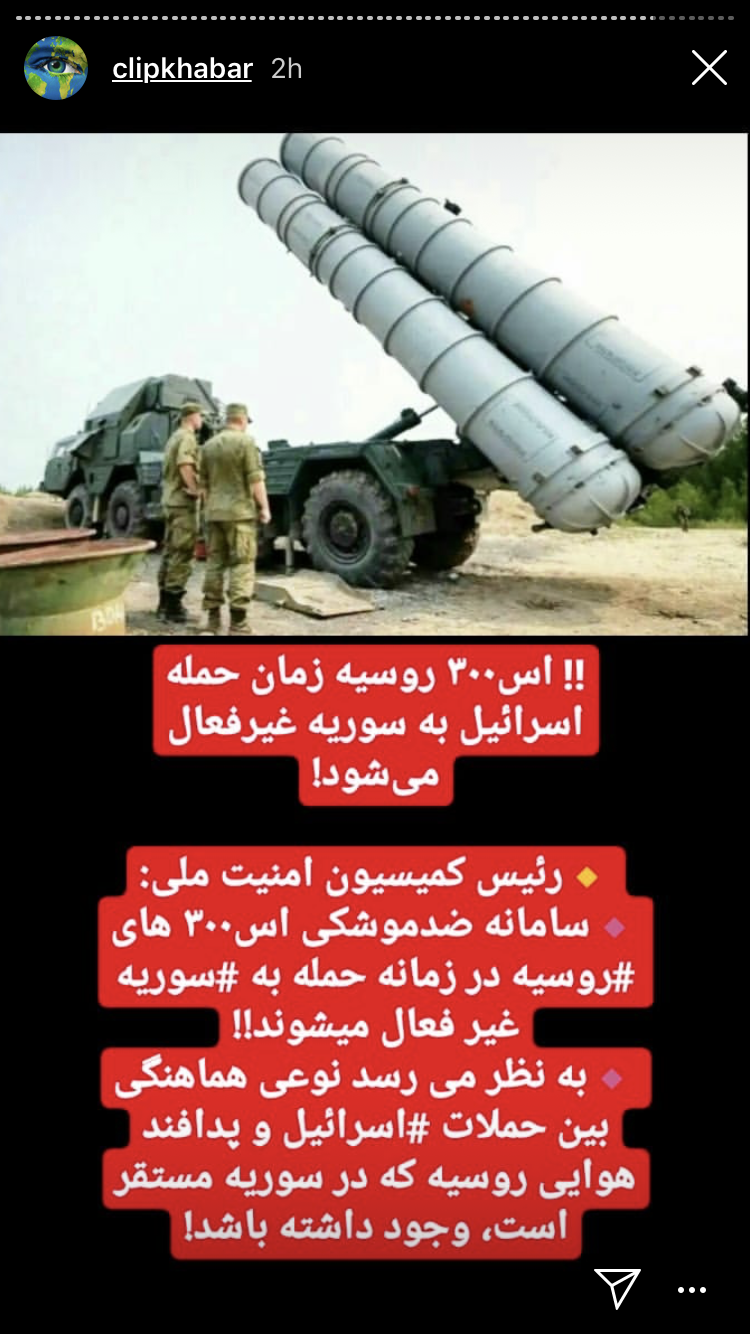 clipkhabar 2h
!! اس۳۰۰ روسیه زمان حمله
اسرائیل به سوریه غیرفعال
می‌شود!
🔸رئیس کمیسیون امنیت ملی:
🔹سامانه ضدموشکی اس۳۰۰ های
#روسیه در زمانه حمله به #سوریه
غیر فعال میشوند!!
🔹به نظر می رسد نوعی هماهنگی
بین حملات #اسرائیل و پدافند
هوایی روسیه که در سوریه مستقر
است، وجود داشته باشد!